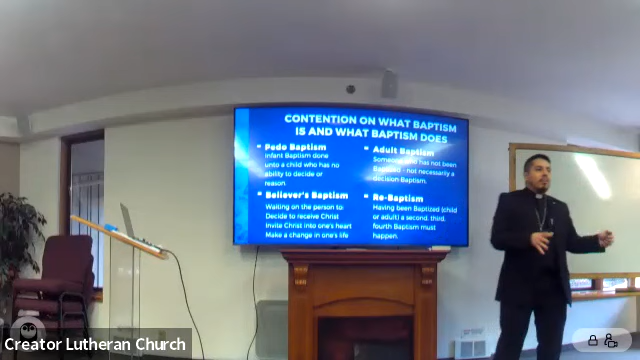 CONTENTION ON WHAT BAPTISM
IS AND WHAT BAPTISM DOES
Pedo Baptism
Infant Baptism done
unto a child who has no
ability to decide or
reason.
Believer's Baptism
Waiting on the person to:
Decide to receive Christ
Invite Christ into one's heart
Make a change in one's life
Adult Baptism
Someone who has not been
Baptized - not necessarily a
decision Baptism.
Re-Baptism
Having been Baptized (child
or adult) a second, third,
fourth Baptism must
happen.
Creator Lutheran Church